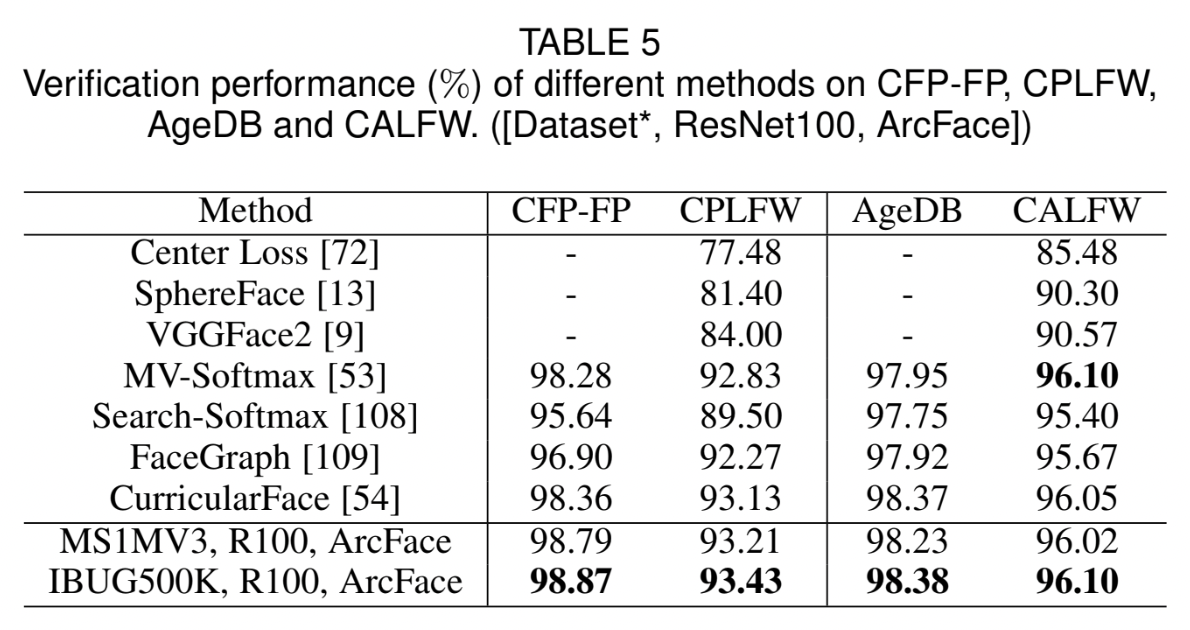 TABLE 5
Verification performance (%) of different methods on CFP-FP, CPLFW,
AgeDB and CALFW. ([Dataset*, ResNet100, ArcFace])
Method CFP-FP CPLFW AgeDB CALFW
Center Loss [72] - 77.48 - 85.48
SphereFace [13] - 81.40 - 90.30
VGGFace2 [9] - 84.00 - 90.57
MV-Softmax [53] 98.28 92.83 97.95 96.10
Search-Softmax [108] 95.64 89.50 97.75 95.40
FaceGraph [109] 96.90 92.27 97.92 95.67
CurricularFace [54] 98.36 93.13 98.37 96.05
MS1MV3, R100, ArcFace 98.79 93.21 98.23 96.02
IBUG500K, R100, ArcFace 98.87 93.43 98.38 96.10